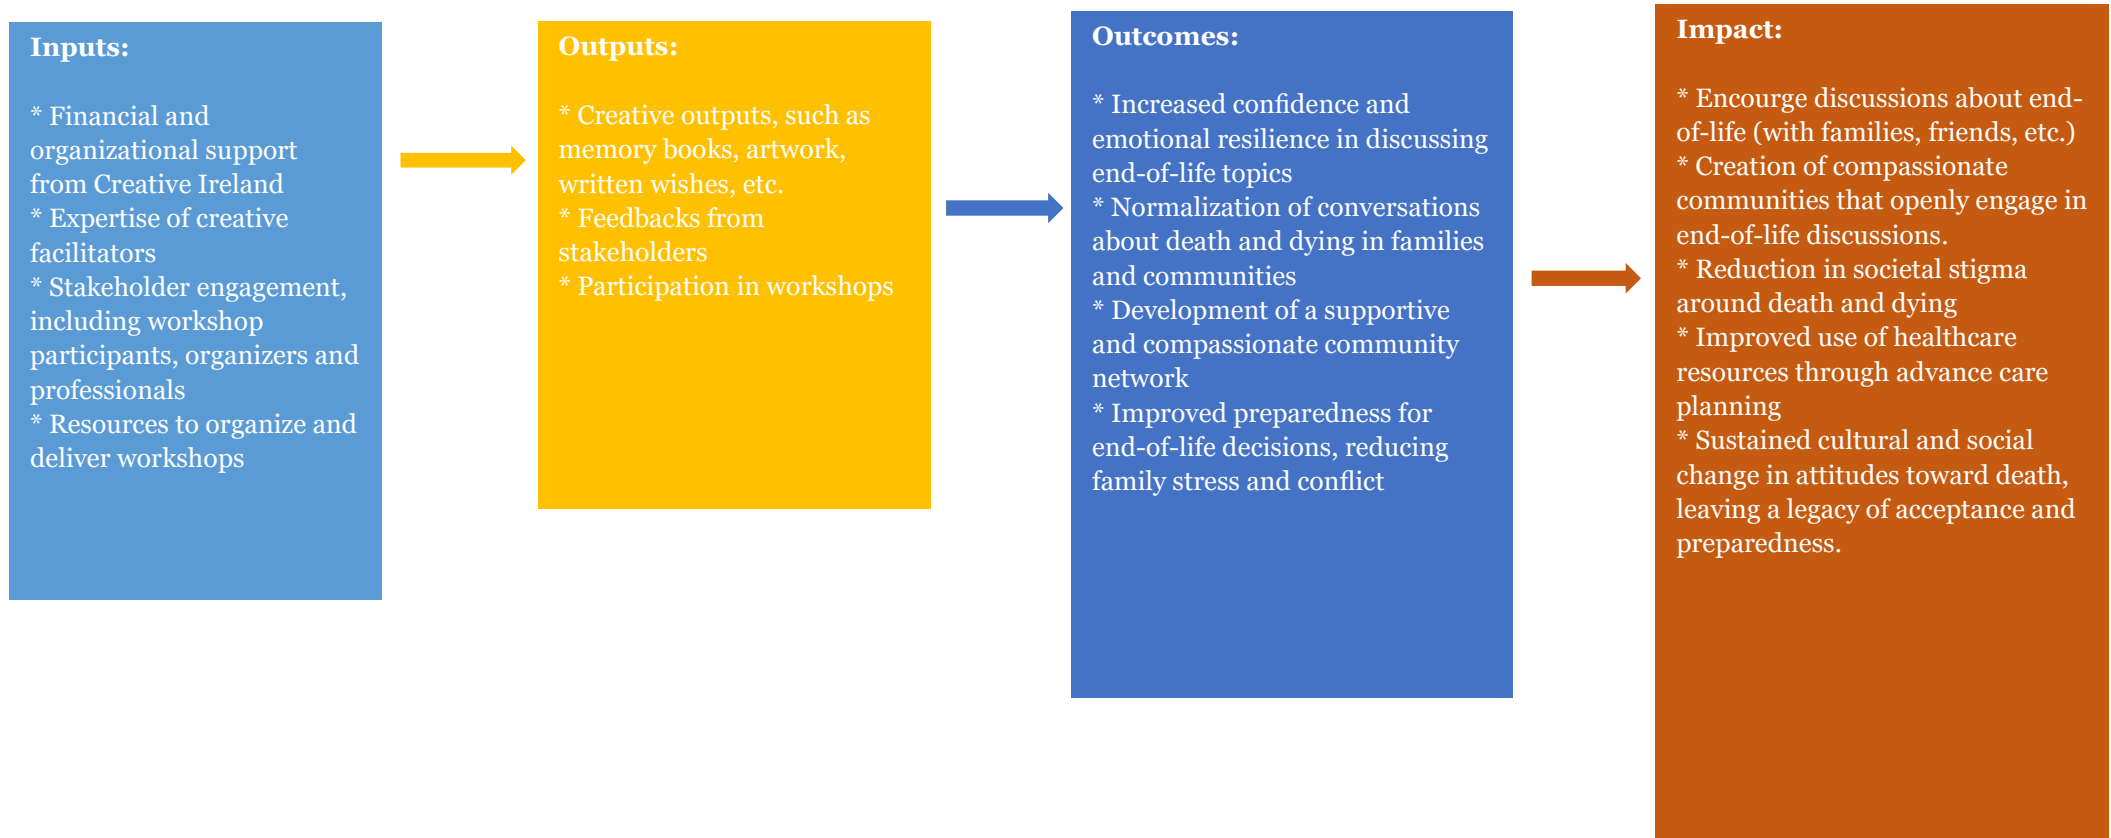 Inputs:
* Financial and
organizational support
from Creative Ireland
* Expertise of creative
facilitators
* Stakeholder engagement,
including workshop
participants, organizers and
professionals
* Resources to organize and
deliver workshops
Outputs:
* Creative outputs, such as
memory books, artwork,
written wishes, etc.
* Feedbacks from
stakeholders
* Participation in workshops
Outcomes:
* Increased confidence and
emotional resilience in discussing
end-of-life topics
* Normalization of conversations
about death and dying in families
and communities
* Development of a supportive
and compassionate community
network
* Improved preparedness for
end-of-life decisions, reducing
family stress and conflict
Impact:
* Encourge discussions about end-
of-life (with families, friends, etc.)
* Creation of compassionate
communities that openly engage in
end-of-life discussions.
* Reduction in societal stigma
around death and dying
* Improved use of healthcare
resources through advance care
planning
* Sustained cultural and social
change in attitudes toward death,
leaving a legacy of acceptance and
preparedness.